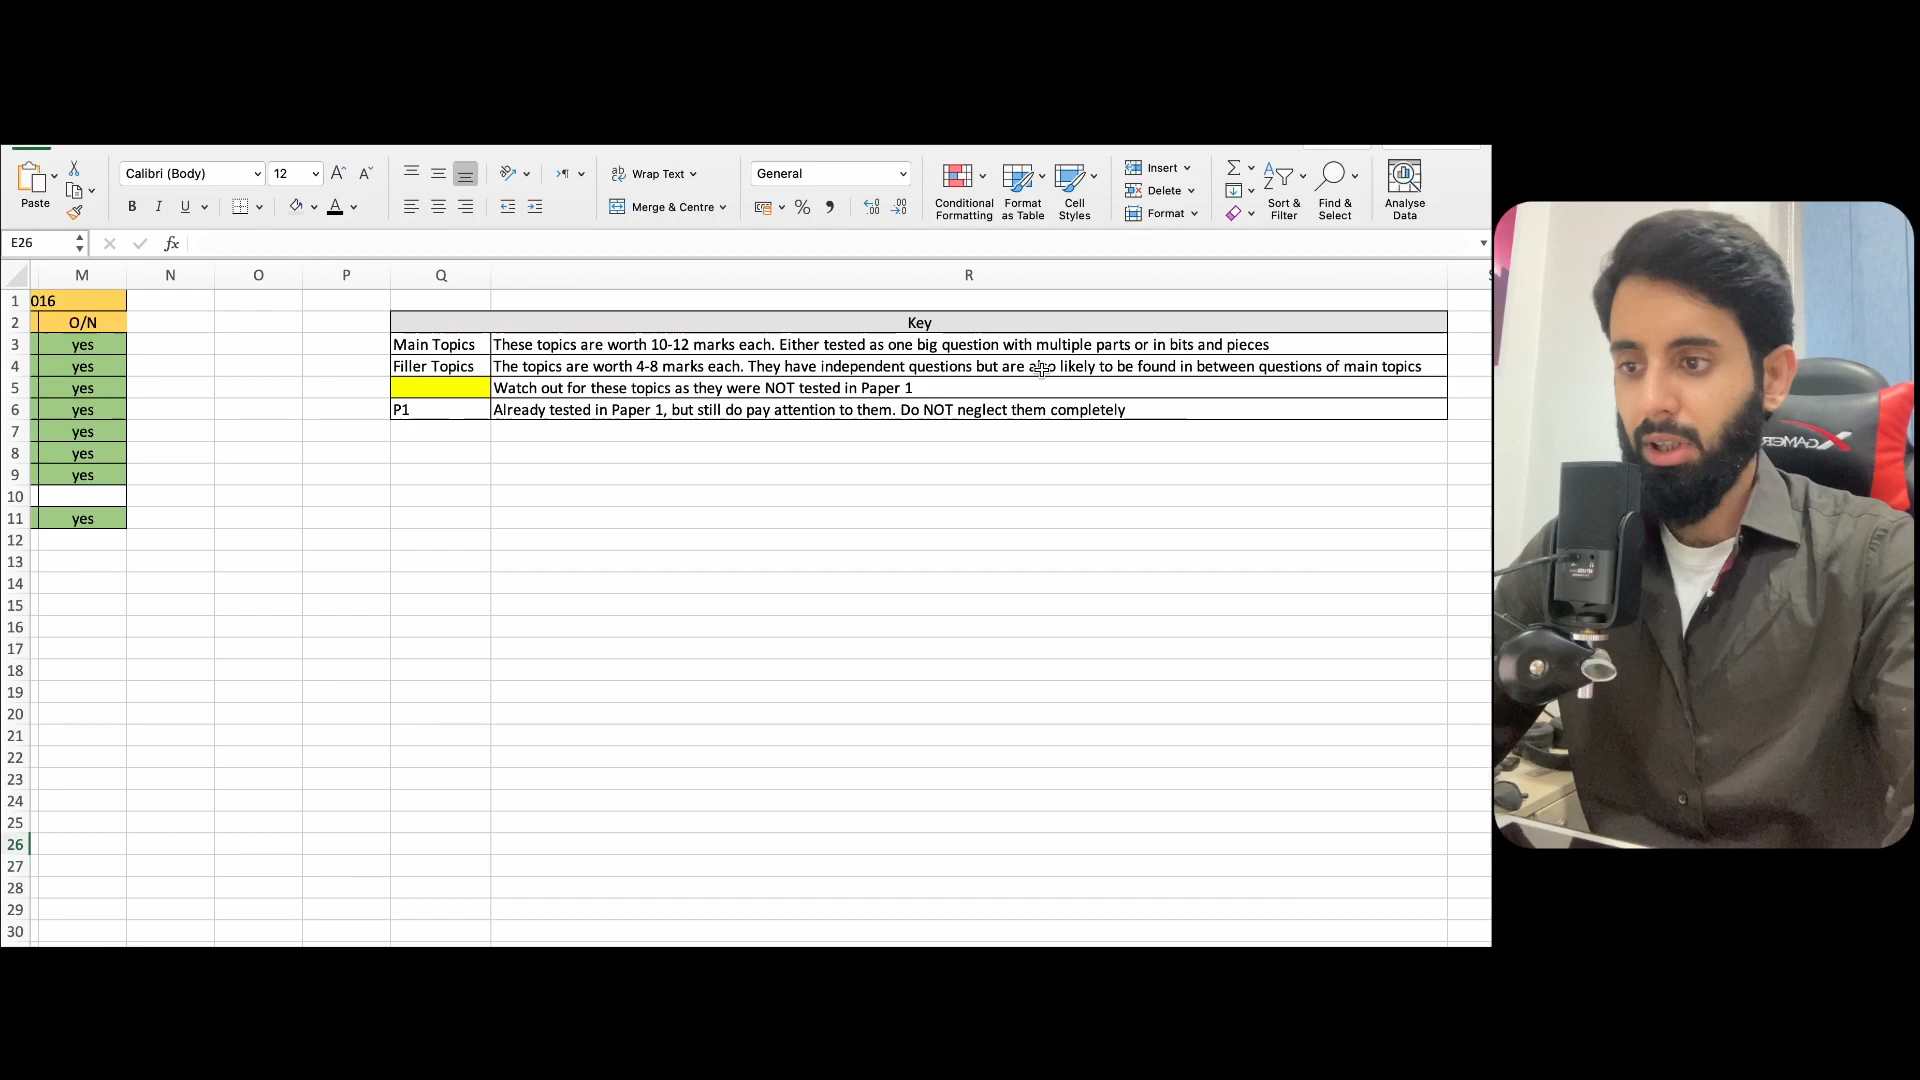 Paste
Calibri (Body)
12
A^
A
Wrap Text
Merge & Centre
General
Conditional Formatting
Format as Table
Cell Styles
Insert
Delete
Format
Sort & Filter
Find & Select
Analyse Data
B I U
%
E26
fx
M N O P Q R
1 016
2 O/N Key
3 yes Main Topics These topics are worth 10-12 marks each. Either tested as one big question with multiple parts or in bits and pieces
4 yes Filler Topics The topics are worth 4-8 marks each. They have independent questions but are likely to be found in between questions of main topics
5 yes Watch out for these topics as they were NOT tested in Paper 1
6 yes P1 Already tested in Paper 1, but still do pay attention to them. Do NOT neglect them completely
7 yes
8 yes
9 yes
10
11 yes
12
13
14
15
16
17
18
19
20
21
22
23
24
25
26
27
28
29
30